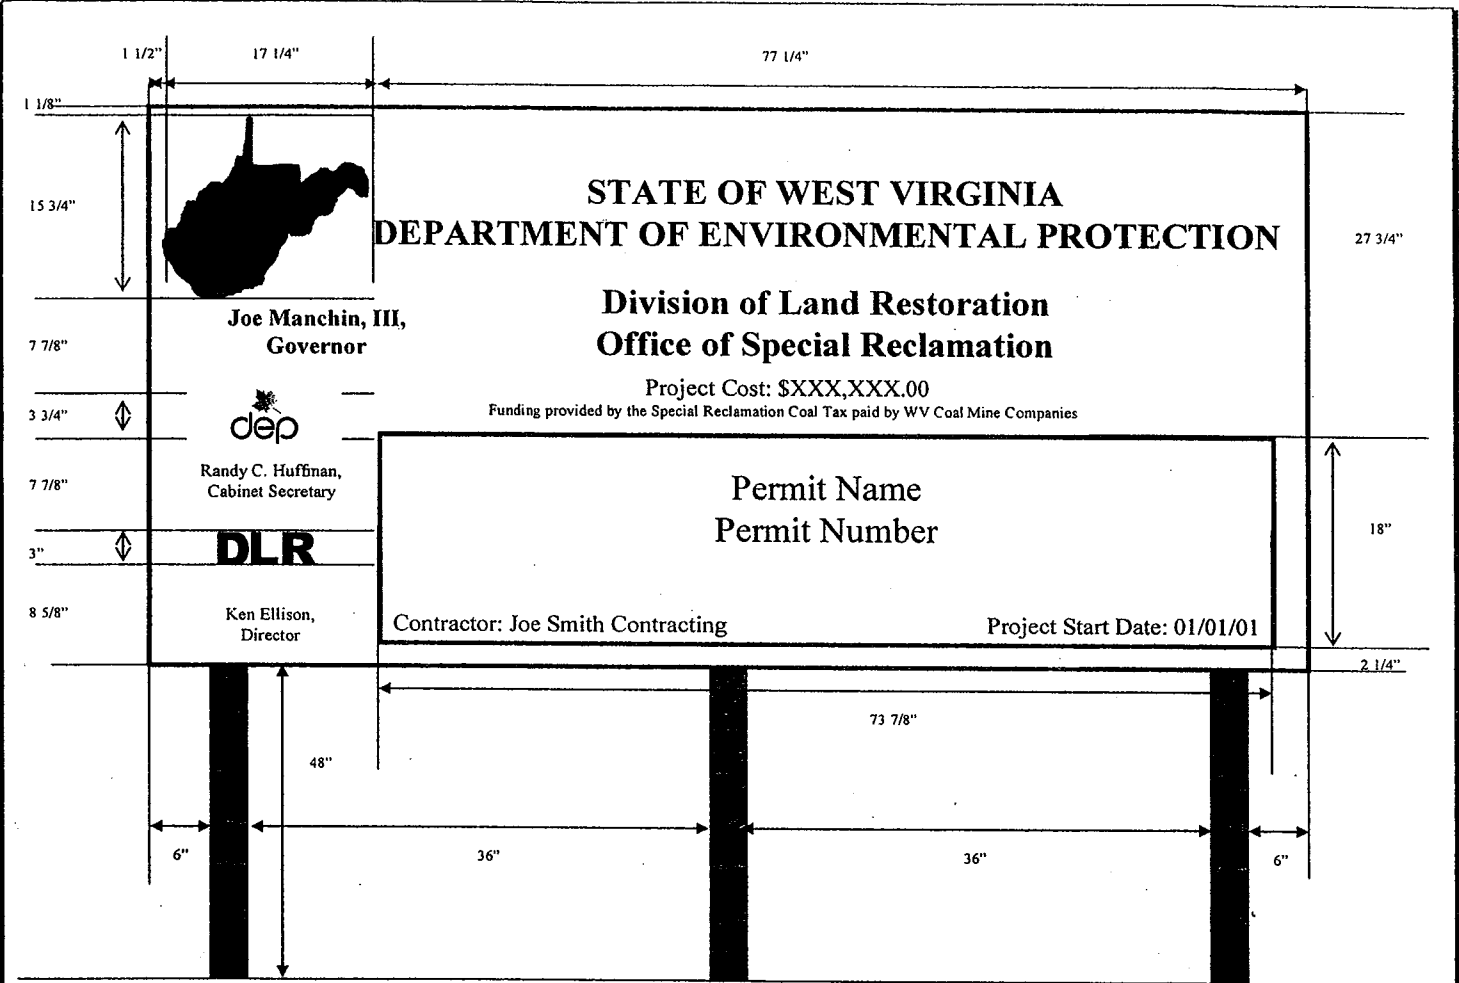 1 1/2"
17 1/4"
77 1/4"
1 1/8"
15 3/4"
STATE OF WEST VIRGINIA
DEPARTMENT OF ENVIRONMENTAL PROTECTION
27 3/4"
Division of Land Restoration
Office of Special Reclamation
Joe Manchin, III,
Governor
7 7/8"
Project Cost: $XXX,XXX.00
Funding provided by the Special Reclamation Coal Tax paid by WV Coal Mine Companies
3 3/4"
dep
Randy C. Huffman,
Cabinet Secretary
7 7/8"
Permit Name
Permit Number
18"
3"
DLR
8 5/8"
Ken Ellison,
Director
Contractor: Joe Smith Contracting
Project Start Date: 01/01/01
2 1/4"
73 7/8"
48"
6"
36"
36"
6"